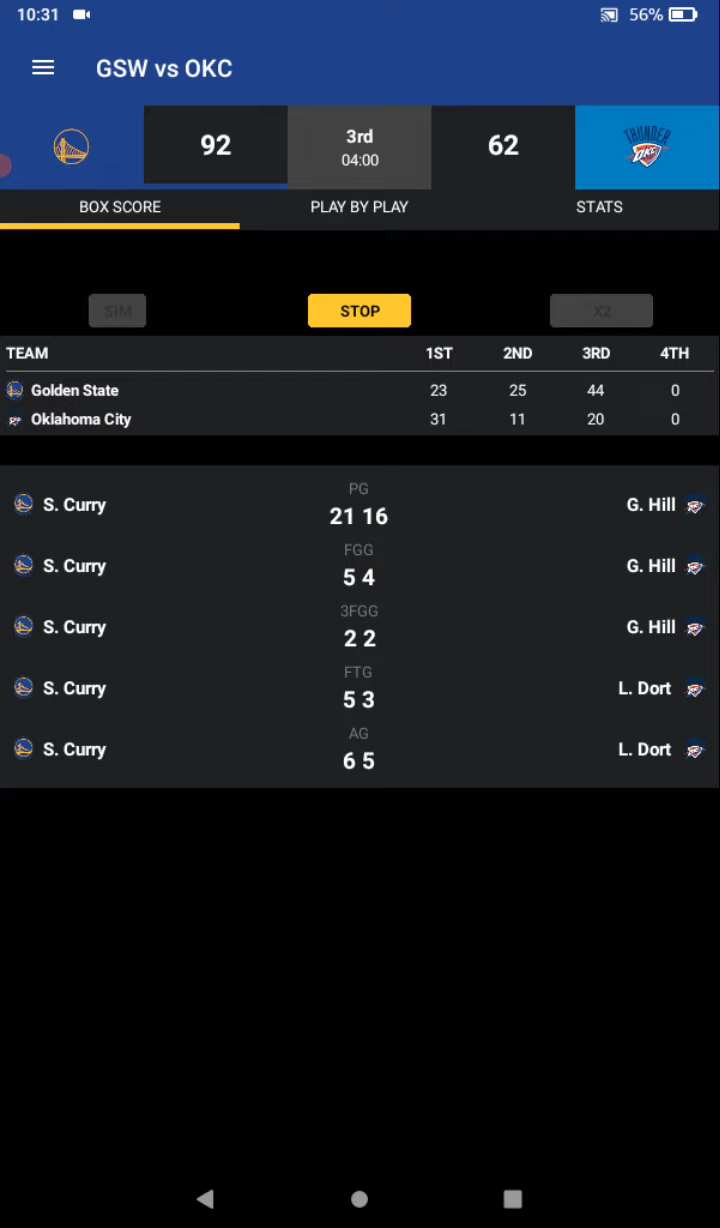 10:31 56%
GSW vs OKC
92 3rd 04:00 62 THUNDER OKC
BOX SCORE PLAY BY PLAY STATS
SIM STOP X2
TEAM 1ST 2ND 3RD 4TH
Golden State 23 25 44 0
Oklahoma City 31 11 20 0
PG
S. Curry 21 16 G. Hill
FGG
S. Curry 5 4 G. Hill
3FGG
S. Curry 2 2 G. Hill
FTG
S. Curry 5 3 L. Dort
AG
S. Curry 6 5 L. Dort